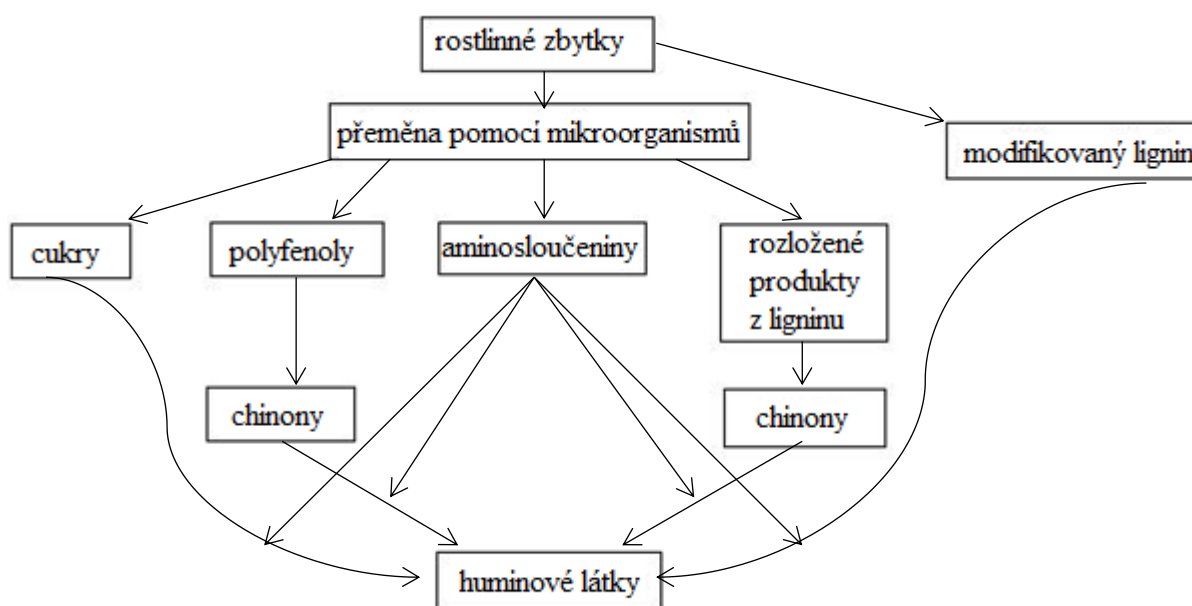 rostlinné zbytky
přeměna pomocí mikroorganismů
modifikovaný lignin
cukry
polyfenoly
aminosloučeniny
rozložené
produkty
z ligninu
chinony
chinony
huminové látky